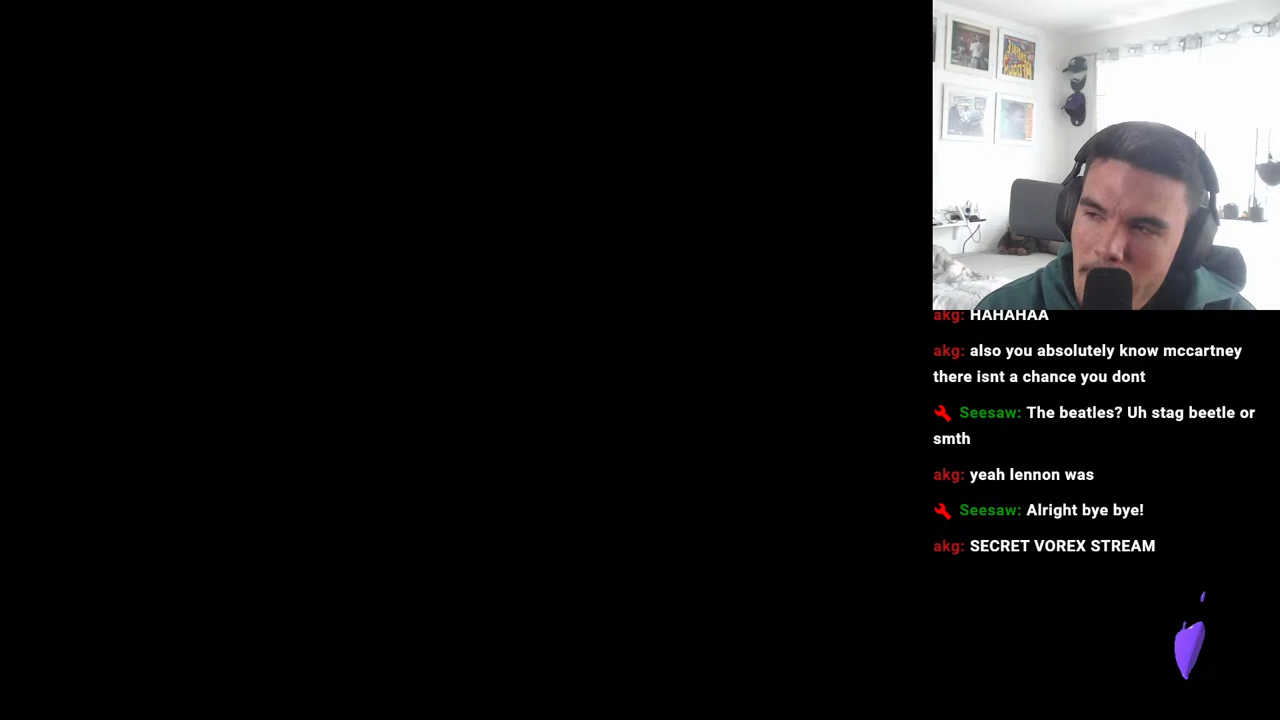 akg: HAHAHAA
akg: also you absolutely know mccartney
there isnt a chance you dont
Seesaw: The beatles? Uh stag beetle or
smth
akg: yeah lennon was
Seesaw: Alright bye bye!
akg: SECRET VOREX STREAM